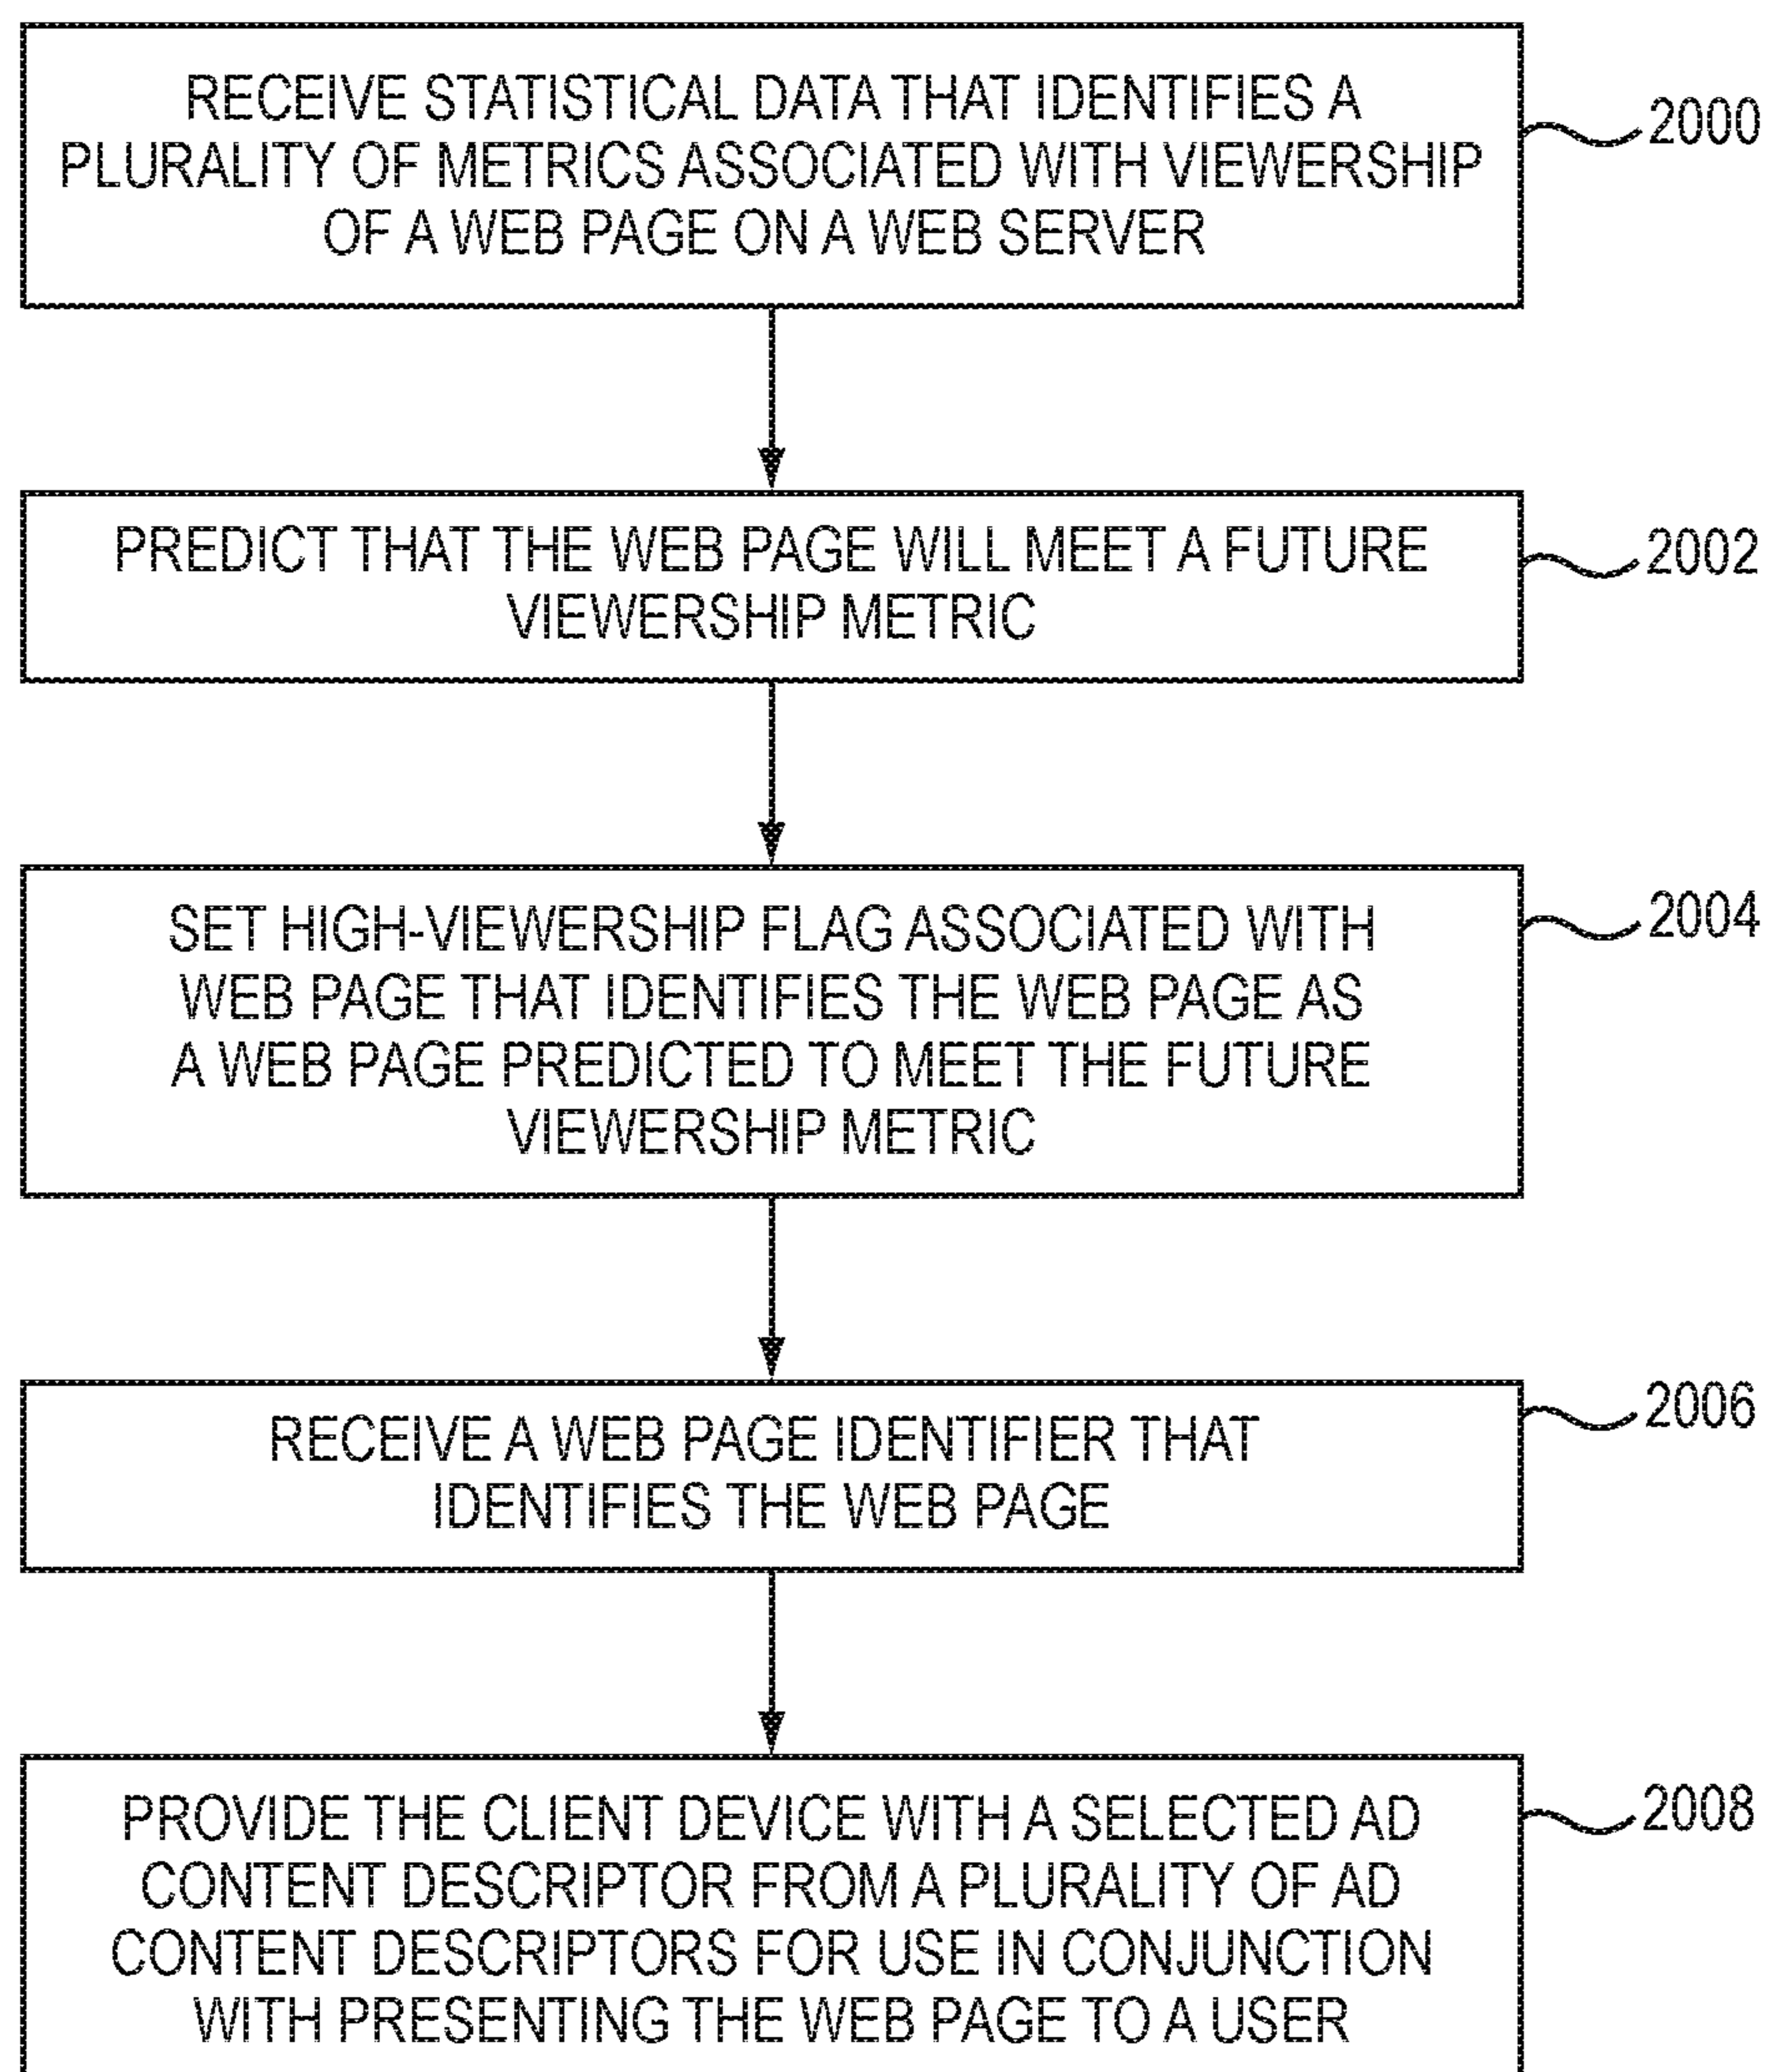 RECEIVE STATISTICAL DATA THAT IDENTIFIES A
PLURALITY OF METRICS ASSOCIATED WITH VIEWERSHIP
OF A WEB PAGE ON A WEB SERVER
2000
PREDICT THAT THE WEB PAGE WILL MEET A FUTURE
VIEWERSHIP METRIC
2002
SET HIGH-VIEWERSHIP FLAG ASSOCIATED WITH
WEB PAGE THAT IDENTIFIES THE WEB PAGE AS
A WEB PAGE PREDICTED TO MEET THE FUTURE
VIEWERSHIP METRIC
2004
RECEIVE A WEB PAGE IDENTIFIER THAT
IDENTIFIES THE WEB PAGE
2006
PROVIDE THE CLIENT DEVICE WITH A SELECTED AD
CONTENT DESCRIPTOR FROM A PLURALITY OF AD
CONTENT DESCRIPTORS FOR USE IN CONJUNCTION
WITH PRESENTING THE WEB PAGE TO A USER
2008